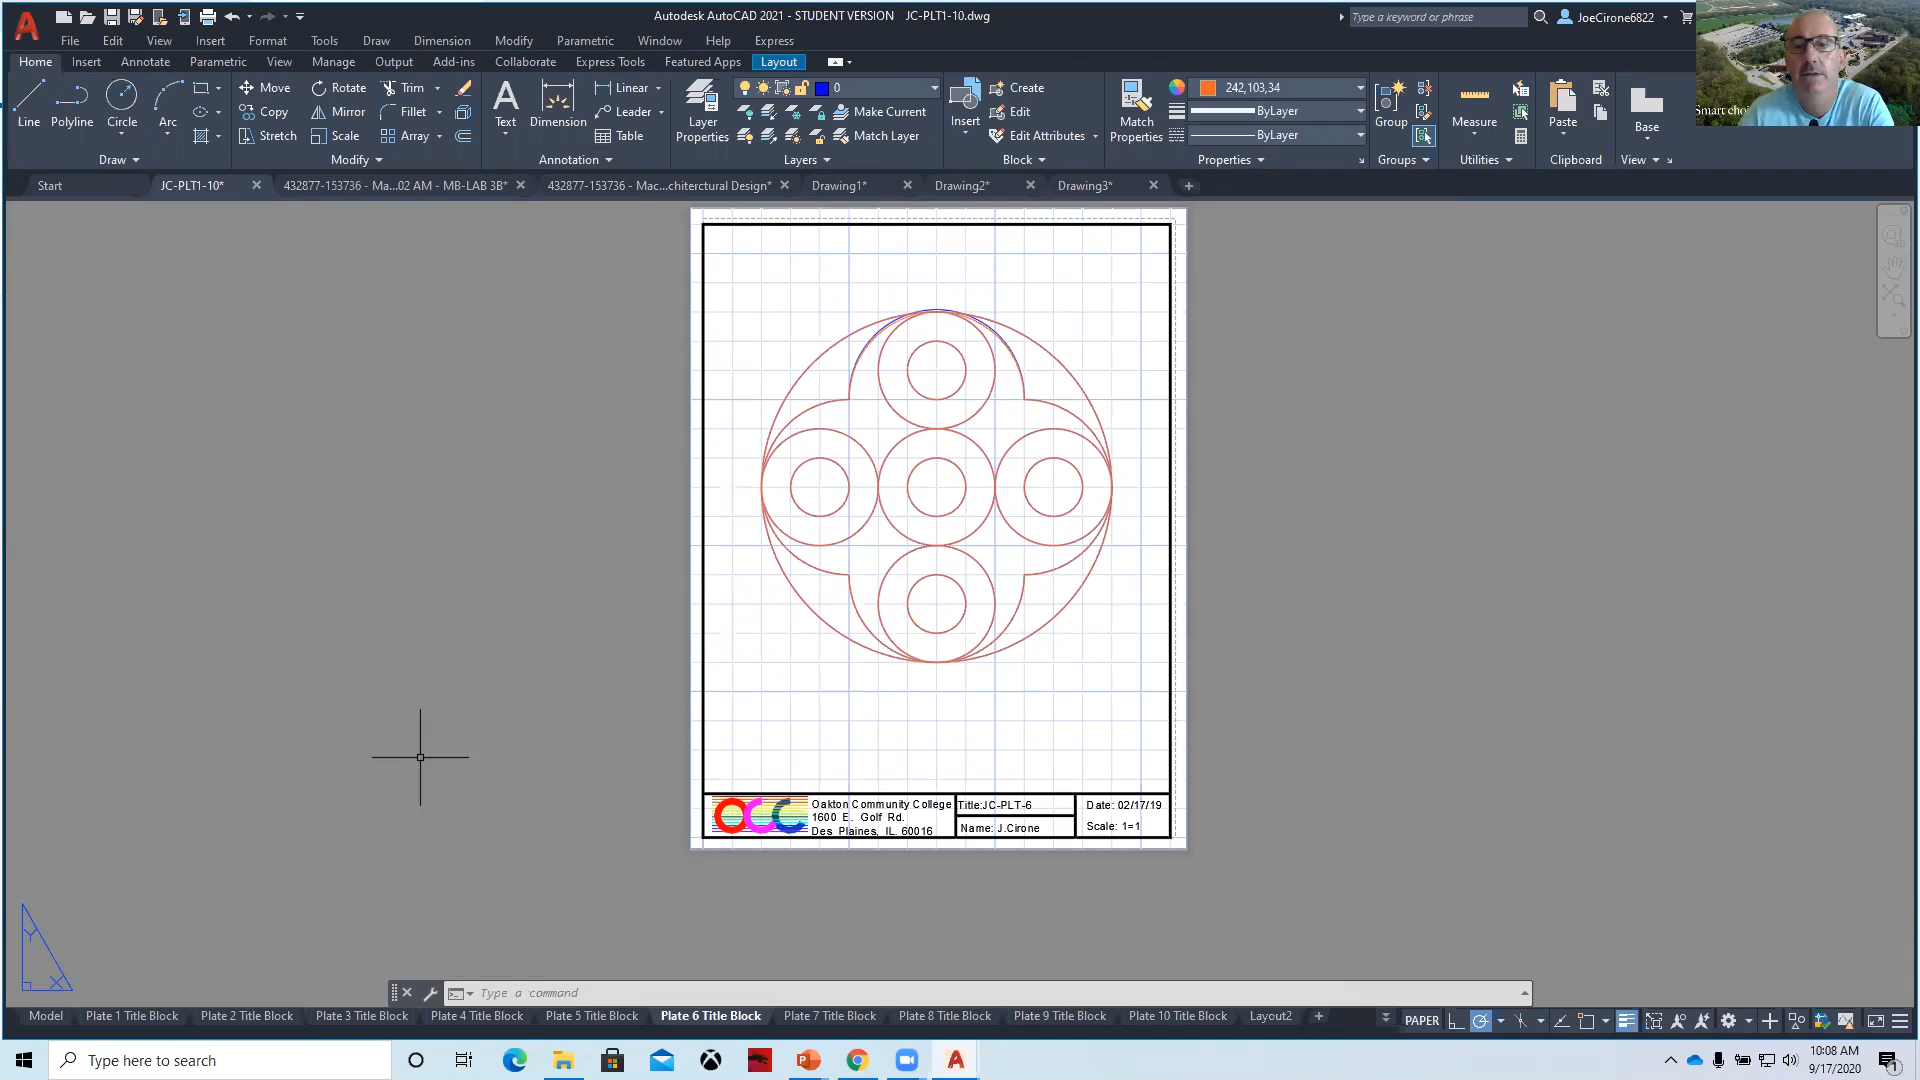 Autodesk AutoCAD 2021 - STUDENT VERSION JC-PLT1-10.dwg
Type a keyword or phrase
JoeCirone6822
File Edit View Insert Format Tools Draw Dimension Modify Parametric Window Help Express
Home Insert Annotate Parametric View Manage Output Add-ins Collaborate Express Tools Featured Apps Layout
Line Polyline Circle Arc
Move Rotate Trim
Copy Mirror Fillet
Stretch Scale Array
Text Dimension
Linear
Leader
Table
Layer Properties
0
Make Current
Match Layer
Insert
Create
Edit
Edit Attributes
Match Properties
242,103,34
ByLayer
ByLayer
Group
Measure
Paste
Base
Smart
Draw Modify Annotation Layers Block Properties Groups Utilities Clipboard View
Start JC-PLT1-10* 432877-153736 - Ma...02 AM - MB-LAB 3B* 432877-153736 - Mac...chiterctural Design* Drawing1* Drawing2* Drawing3*
OCC
Oakton Community College
1600 E. Golf Rd.
Des Plaines, IL. 60016
Title:JC-PLT-6
Name: J.Cirone
Date: 02/17/19
Scale: 1=1
Y
X
Type a command
Model Plate 1 Title Block Plate 2 Title Block Plate 3 Title Block Plate 4 Title Block Plate 5 Title Block Plate 6 Title Block Plate 7 Title Block Plate 8 Title Block Plate 9 Title Block Plate 10 Title Block Layout2
PAPER
Type here to search
10:08 AM
9/17/2020
1